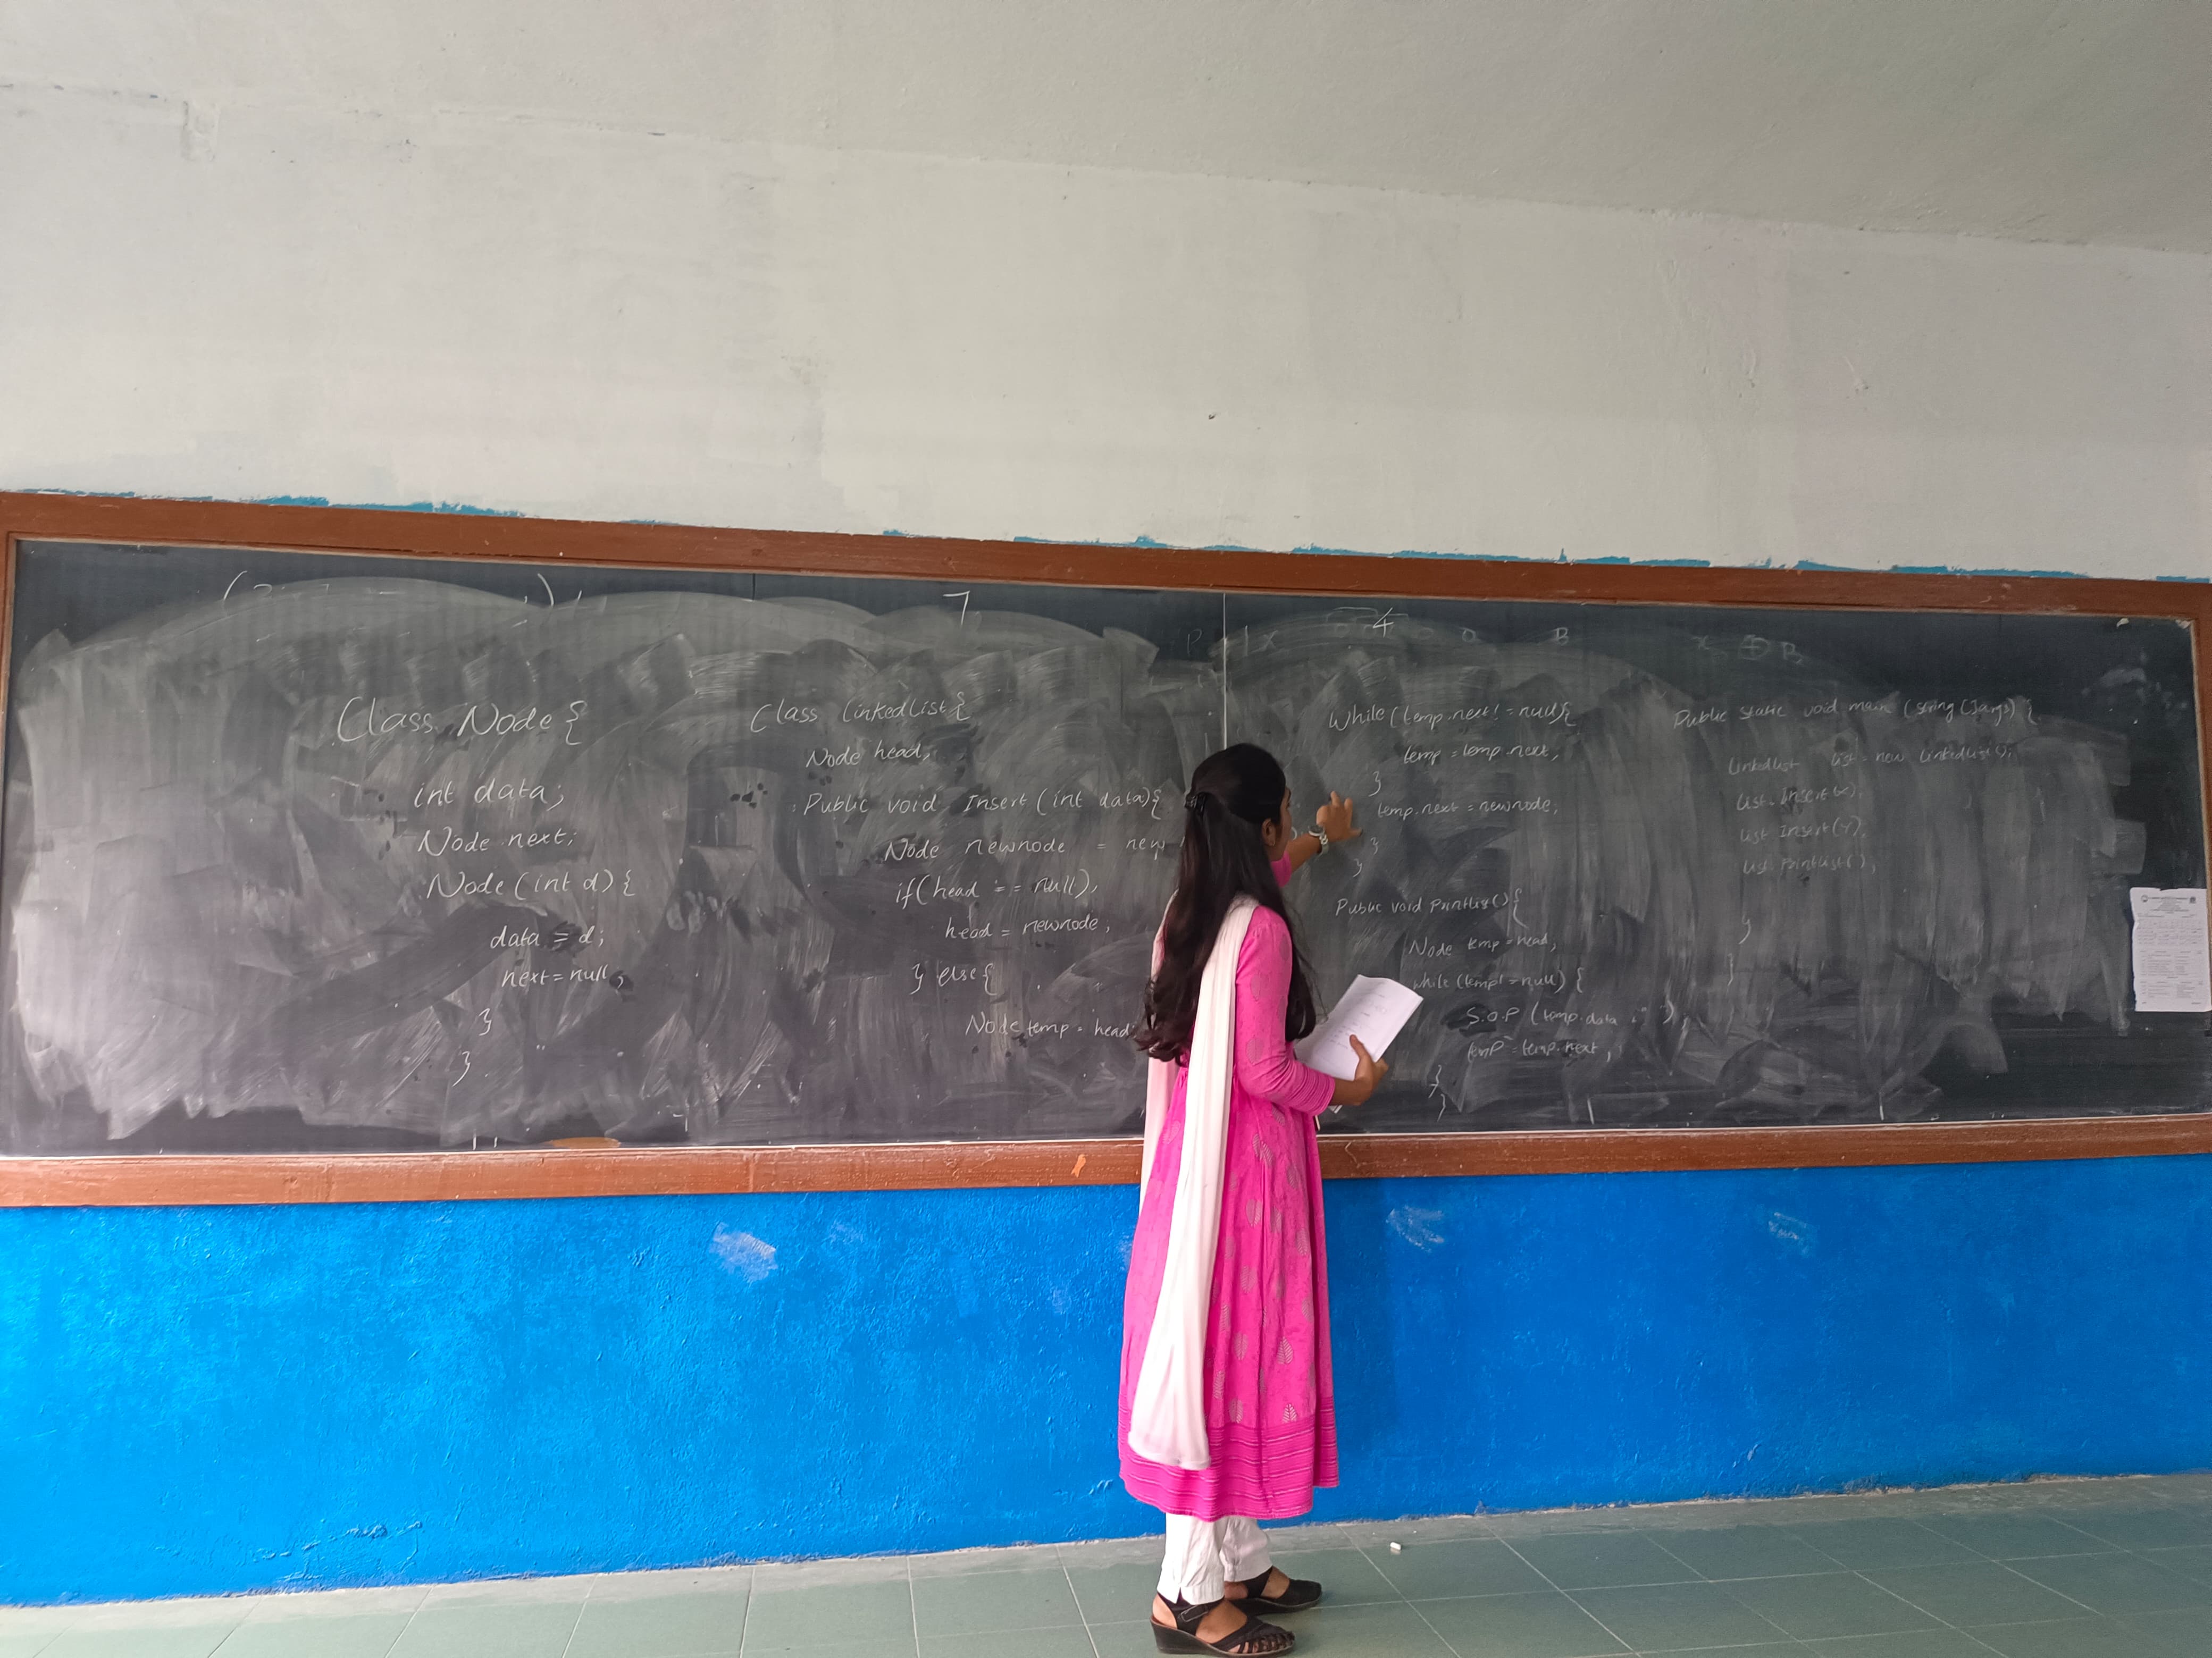 7
4
P
x
B
x ⊕ B
Class Node {
int data;
Node next;
Node (int d) {
data = d;
next = null;
}
}
Class linkedlist {
Node head;
Public void Insert (int data) {
Node newnode = new
if (head == null),
head = newnode;
} else {
Node temp = head
While (temp.next != null) {
temp = temp.next;
}
temp.next = newnode;
}
}
Public void Printlist () {
Node temp = head;
while (temp != null) {
S.O.P (temp.data + " ")
temp = temp.next;
}
}
Public static void main (String []args) {
linkedlist list = new linkedlist ();
list. Insert
list Insert
list. Printlist ();
}
}